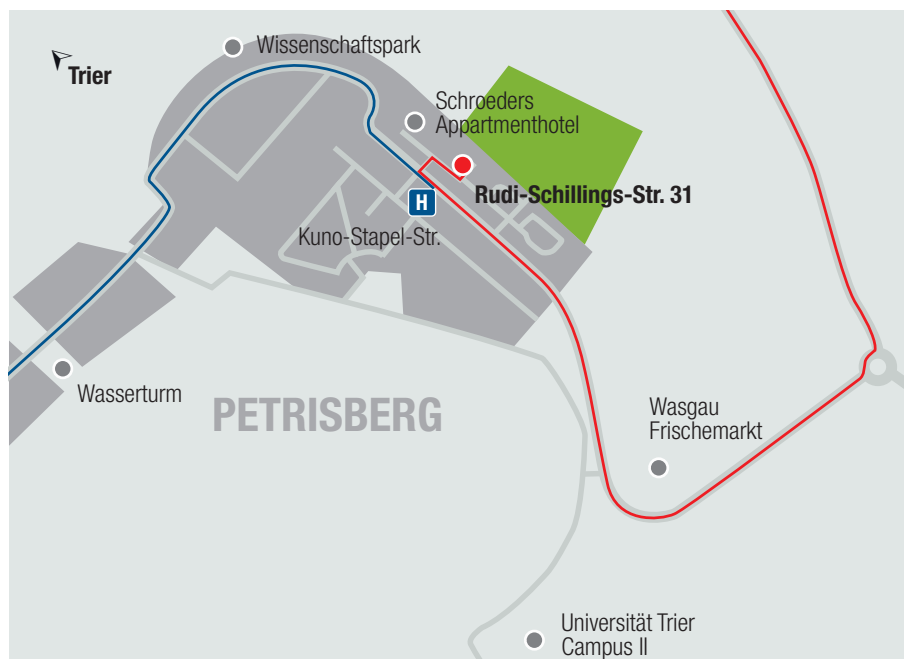 Wissenschaftspark
Trier
Schroeders
Appartmenthotel
Rudi-Schillings-Str. 31
H
Kuno-Stapel-Str.
Wasserturm
PETRISBERG
Wasgau
Frischemarkt
Universität Trier
Campus II